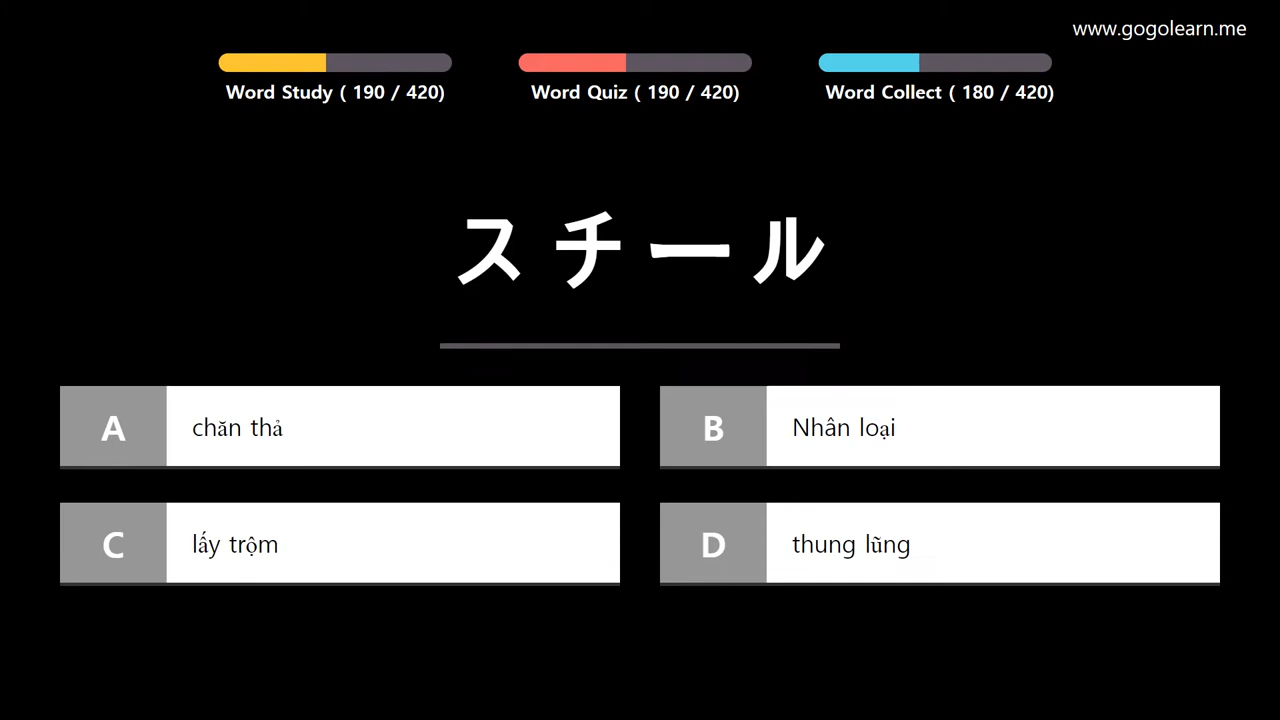 www.gogolearn.me
Word Study ( 190 / 420)
Word Quiz ( 190 / 420)
Word Collect ( 180 / 420)
スチール
A
chăn thả
B
Nhân loại
C
lấy trộm
D
thung lũng